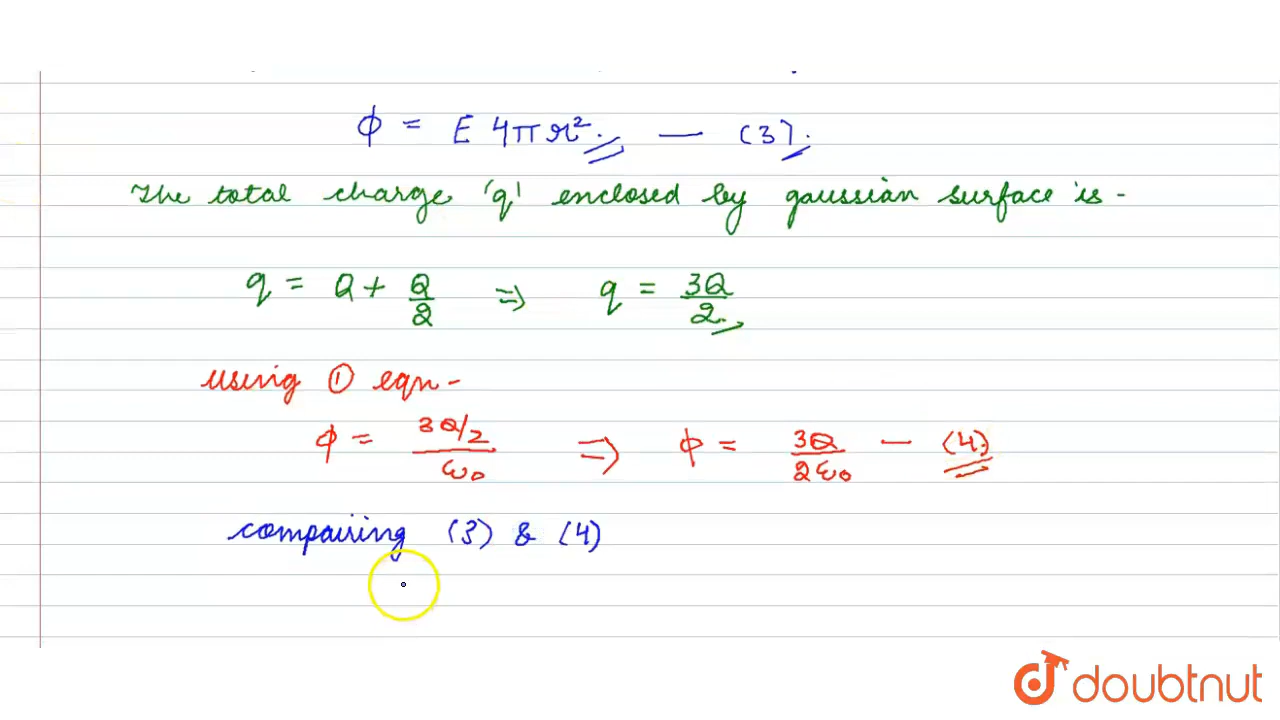 ϕ = E 4πr². — (3).
The total charge 'q' enclosed by gaussian surface is -
q = Q + Q/2 => q = 3Q/2.
using ① eqn -
ϕ = 3Q/2/ε₀ => ϕ = 3Q/2ε₀ — (4)
compairing (3) & (4)
doubtnut